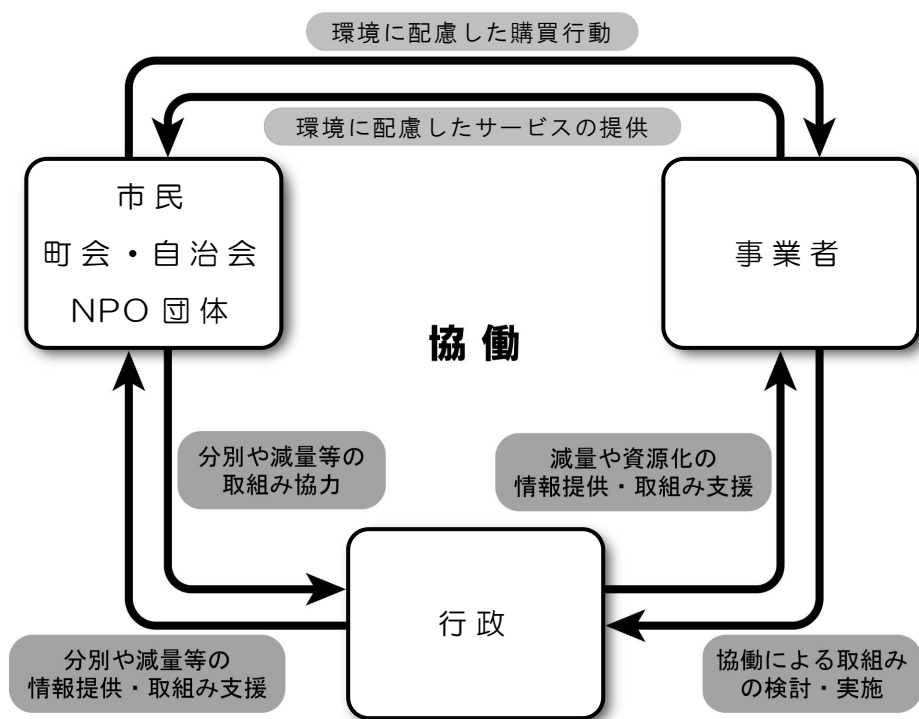 環境に配慮した購買行動
環境に配慮したサービスの提供
市民
町会・自治会
NPO 団体
事業者
協働
分別や減量等の
取組み協力
減量や資源化の
情報提供・取組み支援
行政
分別や減量等の
情報提供・取組み支援
協働による取組み
の検討・実施